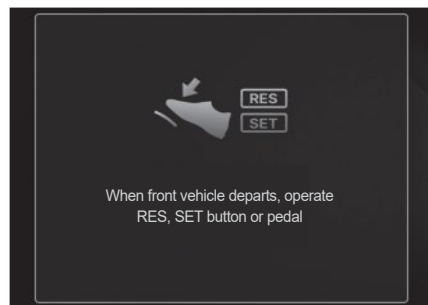 RES
SET
When front vehicle departs, operate
RES, SET button or pedal